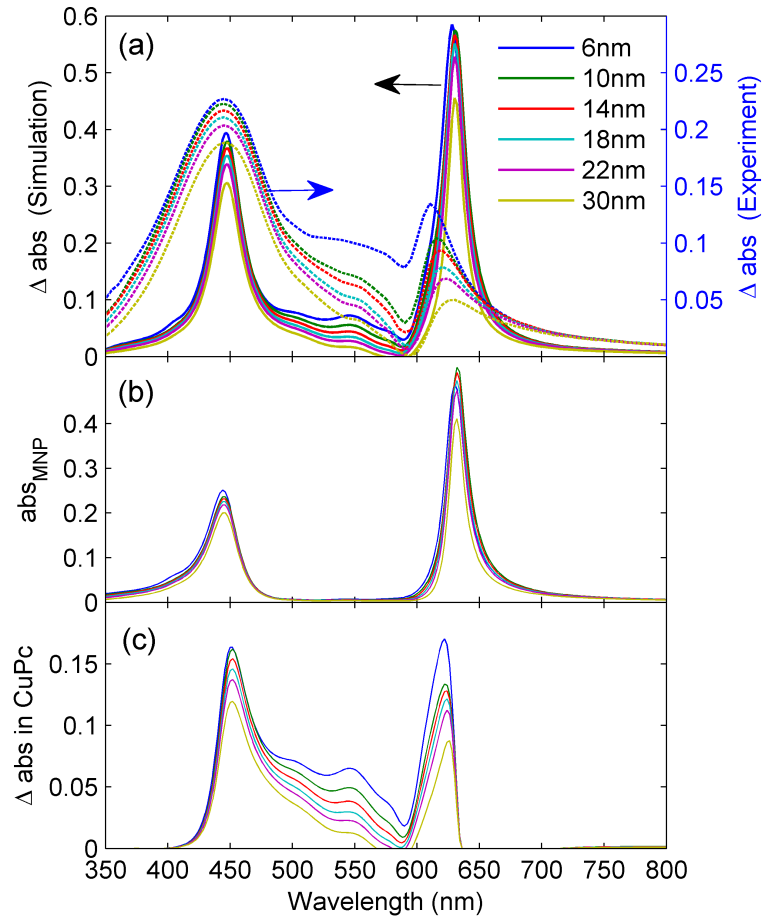 (a)
Δ abs (Simulation)
0.6
0.5
0.4
0.3
0.2
0.1
0
6nm
10nm
14nm
18nm
22nm
30nm
0.25
0.2
0.15
0.1
0.05
Δ abs (Experiment)
(b)
abs_MNP
0.4
0.3
0.2
0.1
0
(c)
Δ abs in CuPc
0.15
0.1
0.05
0
350 400 450 500 550 600 650 700 750 800
Wavelength (nm)